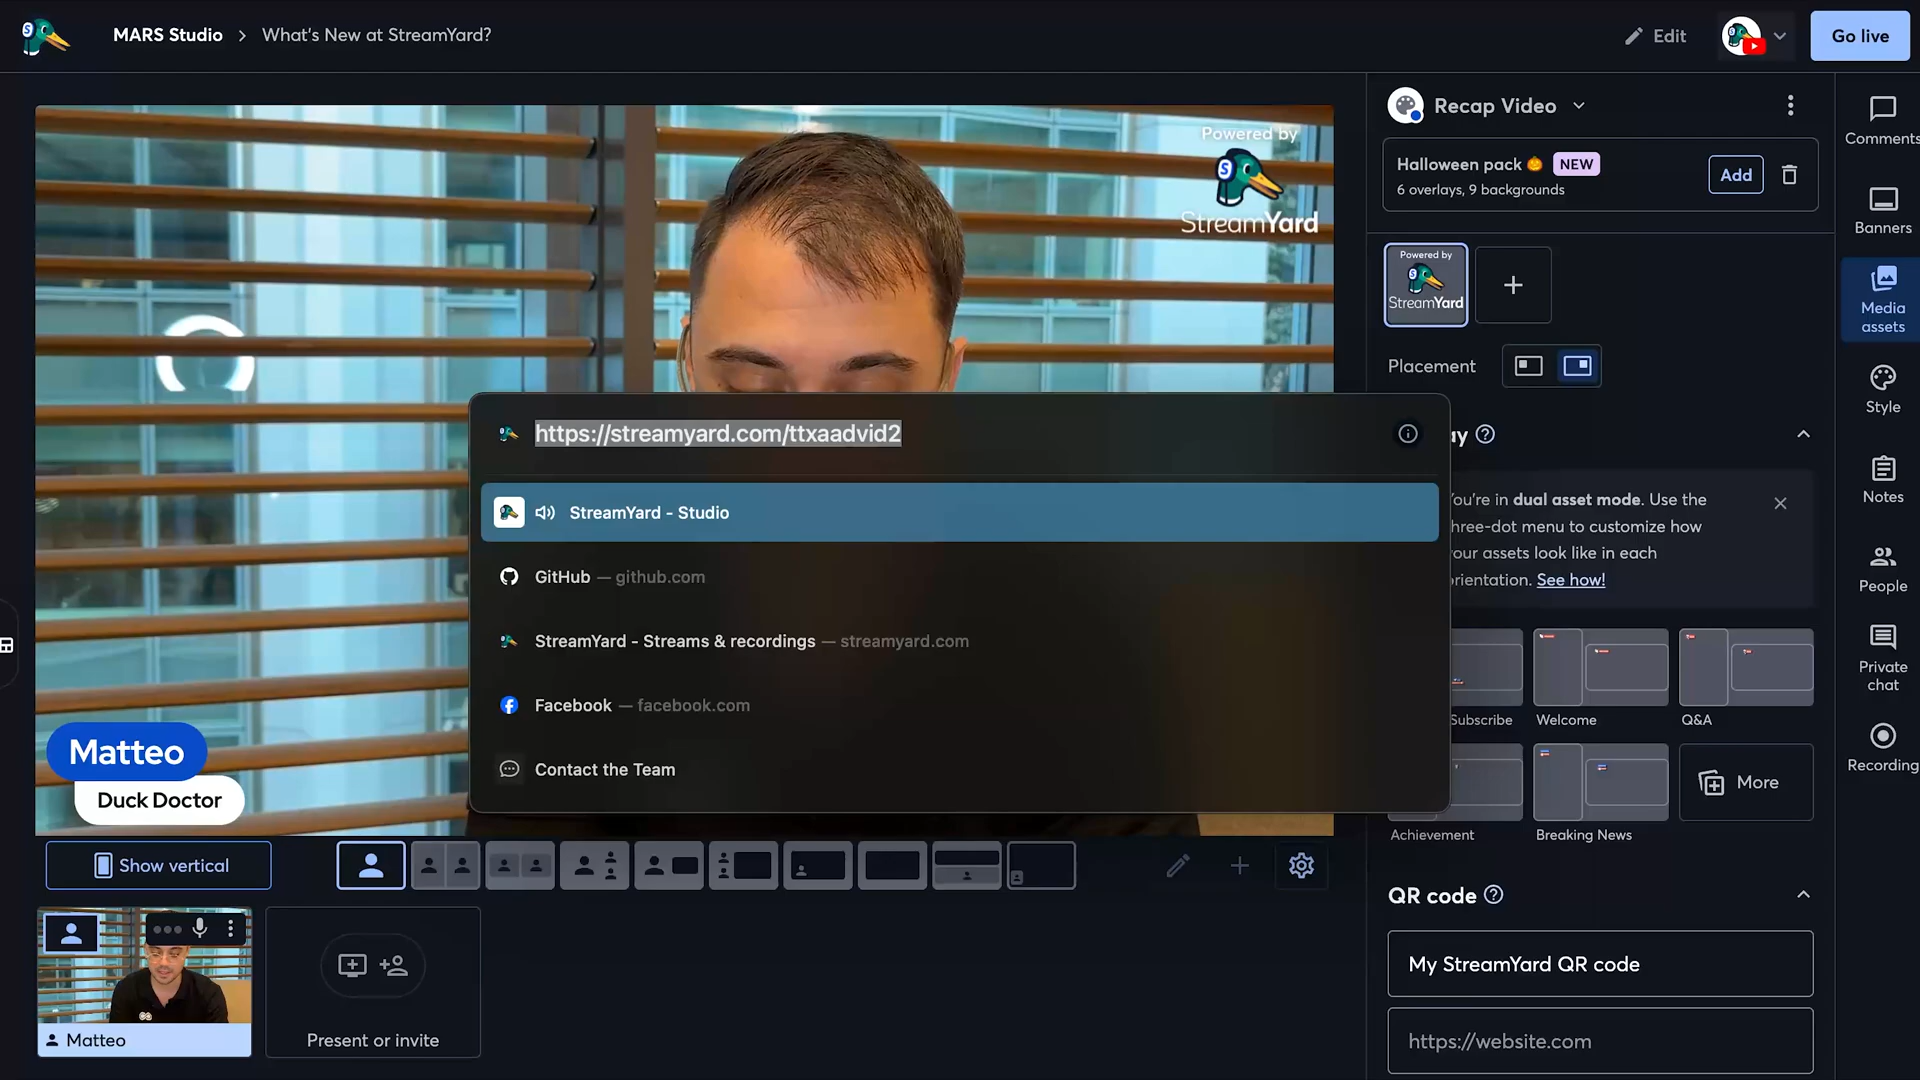 MARS Studio > What's New at StreamYard?
Edit
Go live
Powered by
StreamYard
Matteo
Duck Doctor
https://streamyard.com/ttxaadvid2
StreamYard - Studio
GitHub — github.com
StreamYard - Streams & recordings — streamyard.com
Facebook — facebook.com
Contact the Team
Show vertical
Matteo
Present or invite
Recap Video
Halloween pack 🎃 NEW
6 overlays, 9 backgrounds
Add
Powered by
StreamYard
Placement
ay
You're in dual asset mode. Use the
three-dot menu to customize how
your assets look like in each
orientation. See how!
Subscribe
Welcome
Q&A
Achievement
Breaking News
More
QR code
My StreamYard QR code
https://website.com
Comments
Banners
Media
assets
Style
Notes
People
Private
chat
Recording